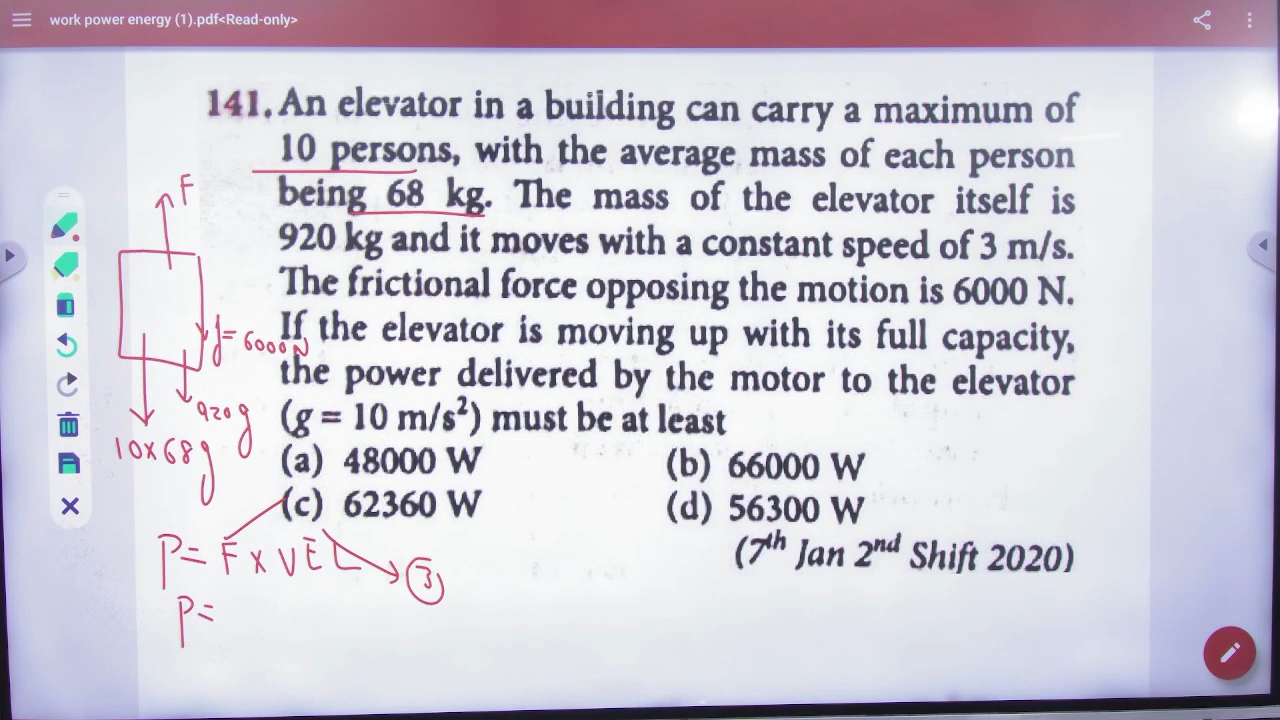 work power energy (1).pdf<Read-only>
141. An elevator in a building can carry a maximum of
10 persons, with the average mass of each person
being 68 kg. The mass of the elevator itself is
920 kg and it moves with a constant speed of 3 m/s.
The frictional force opposing the motion is 6000 N.
If the elevator is moving up with its full capacity,
the power delivered by the motor to the elevator
(g = 10 m/s²) must be at least
(a) 48000 W (b) 66000 W
(c) 62360 W (d) 56300 W
(7th Jan 2nd Shift 2020)
F
f = 6000 N
920 g
10 × 68 g
P = F × VEL 3
P =